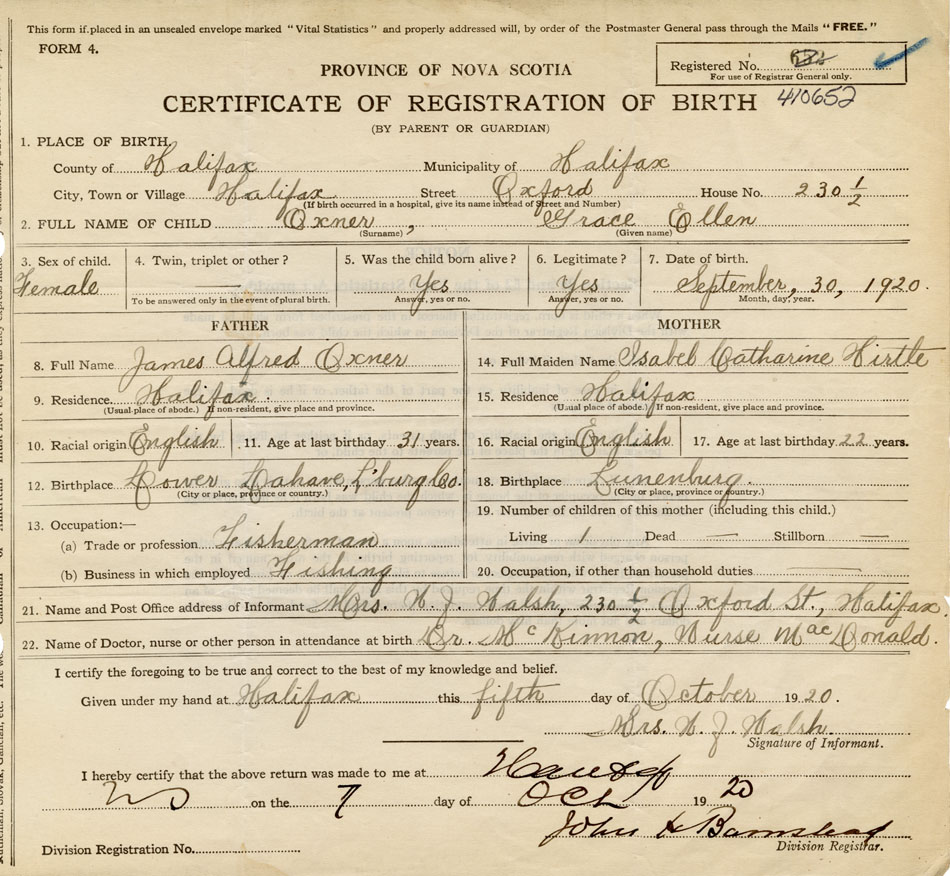 This form if placed in an unsealed envelope marked "Vital Statistics" and properly addressed will, by order of the Postmaster General pass through the Mails "FREE."
FORM 4.
Registered No.
For use of Registrar General only.
PROVINCE OF NOVA SCOTIA
CERTIFICATE OF REGISTRATION OF BIRTH 410652
(BY PARENT OR GUARDIAN)
1. PLACE OF BIRTH,
County of Halifax Municipality of Halifax
City, Town or Village Halifax Street Oxford House No. 230 1/2
(If birth occurred in a hospital, give its name instead of Street and Number)
2. FULL NAME OF CHILD Oxner, Grace Ellen
(Surname) (Given name)
3. Sex of child. 4. Twin, triplet or other ? 5. Was the child born alive ? 6. Legitimate ? 7. Date of birth.
Female — Yes Yes September, 30, 1920.
To be answered only in the event of plural birth. Answer, yes or no. Answer, yes or no. Month, day, year.
FATHER
8. Full Name James Alfred Oxner
9. Residence. Halifax.
(Usual place of abode.) If non-resident, give place and province.
10. Racial origin English 11. Age at last birthday 31 years.
12. Birthplace Lower Lahave, L'burg Co.
(City or place, province or country.)
13. Occupation:—
(a) Trade or profession Fisherman
(b) Business in which employed Fishing
MOTHER
14. Full Maiden Name Isabel Catharine Hirtle
15. Residence Halifax
(Usual place of abode.) If non-resident, give place and province.
16. Racial origin English 17. Age at last birthday 22 years.
18. Birthplace Lunenburg.
(City or place, province or country.)
19. Number of children of this mother (including this child.)
Living 1 Dead — Stillborn —
20. Occupation, if other than household duties —
21. Name and Post Office address of Informant Mrs. W. J. Walsh, 230 1/2 Oxford St., Halifax.
22. Name of Doctor, nurse or other person in attendance at birth Dr. McKinnon, Nurse MacDonald.
I certify the foregoing to be true and correct to the best of my knowledge and belief.
Given under my hand at Halifax this fifth day of October 1920.
Mrs. W. J. Walsh.
Signature of Informant.
I hereby certify that the above return was made to me at
on the 7 day of Oct 1920
John H Barnstead
Division Registrar.
Division Registration No.